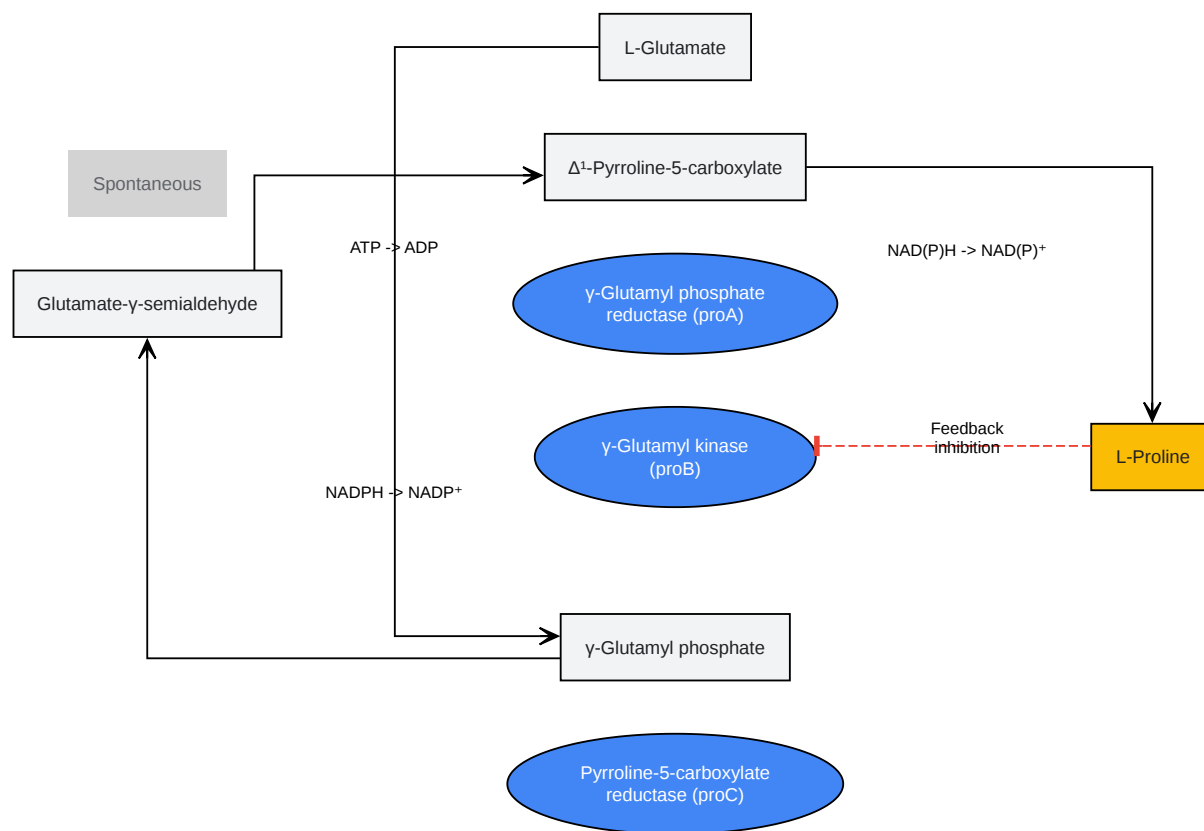 L-Glutamate
Δ¹-Pyrroline-5-carboxylate
Spontaneous
ATP -> ADP
NAD(P)H -> NAD(P)⁺
Glutamate-γ-semialdehyde
γ-Glutamyl phosphate
reductase (proA)
γ-Glutamyl kinase
(proB)
Feedback
inhibition
L-Proline
NADPH -> NADP⁺
γ-Glutamyl phosphate
Pyrroline-5-carboxylate
reductase (proC)